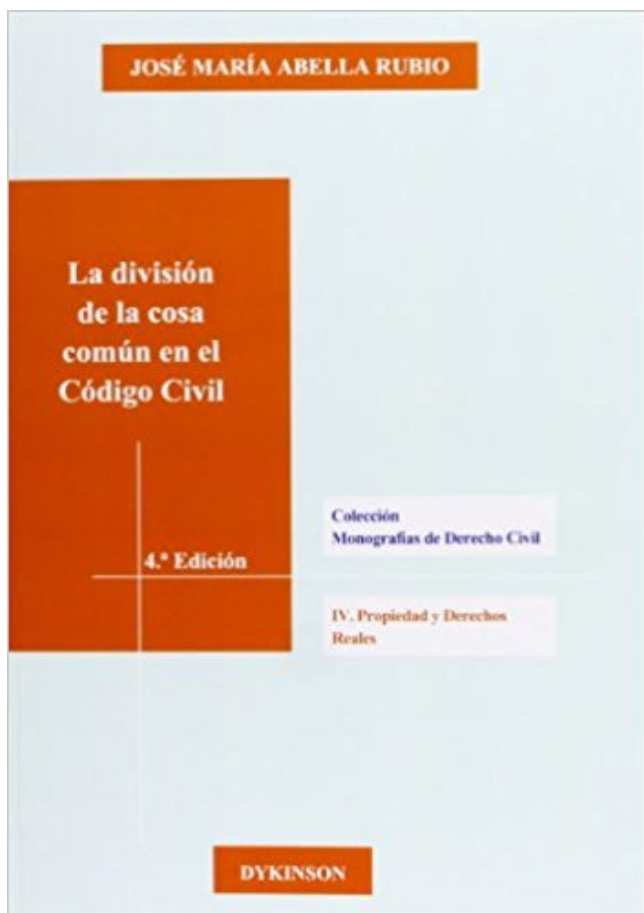 JOSÉ MARÍA ABELLA RUBIO
La división
de la cosa
común en el
Código Civil
4.ª Edición
Colección
Monografías de Derecho Civil
IV. Propiedad y Derechos
Reales
DYKINSON